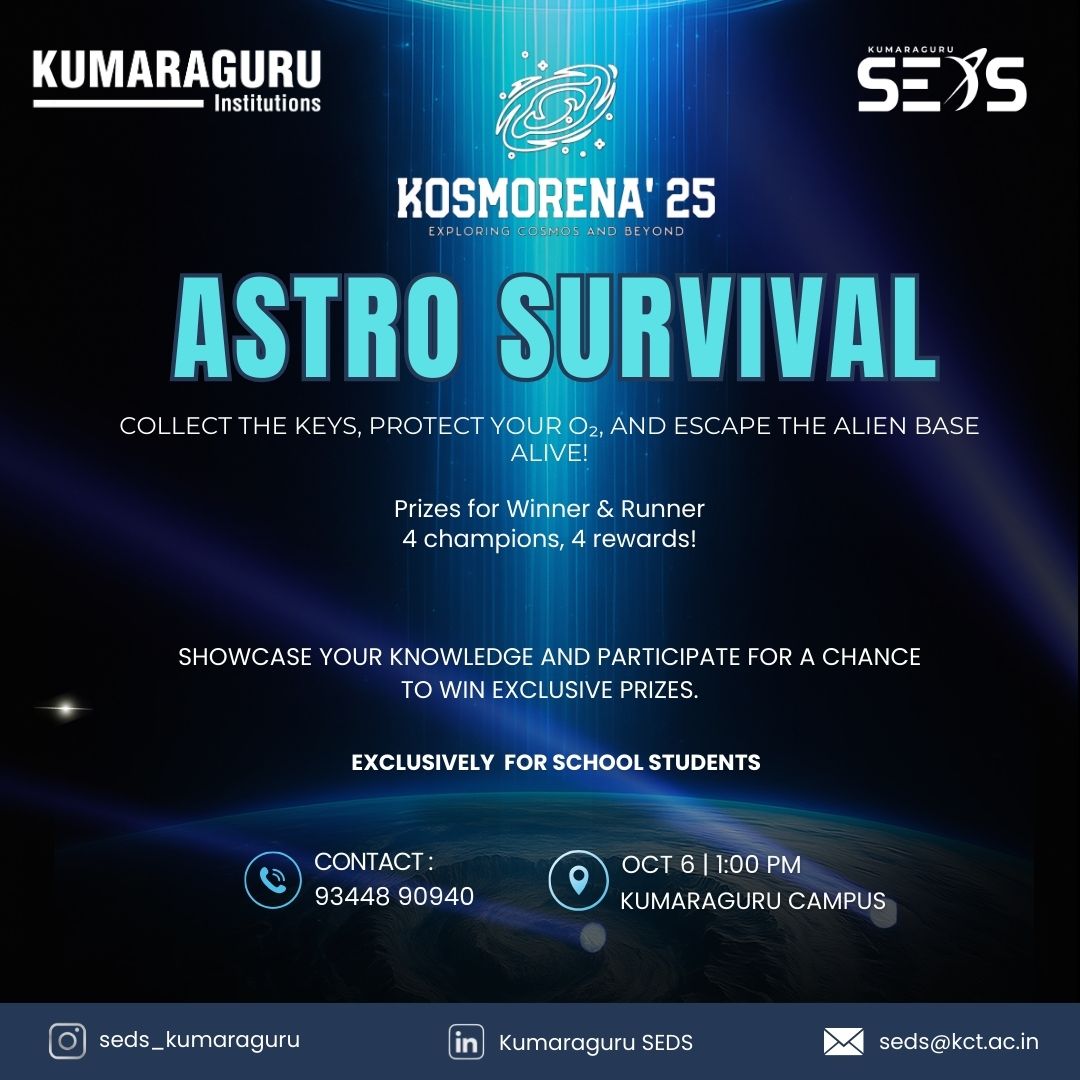 KUMARAGURU
Institutions
KUMARAGURU
SEDS
KOSMORENA' 25
EXPLORING COSMOS AND BEYOND
ASTRO SURVIVAL
COLLECT THE KEYS, PROTECT YOUR O₂, AND ESCAPE THE ALIEN BASE
ALIVE!
Prizes for Winner & Runner
4 champions, 4 rewards!
SHOWCASE YOUR KNOWLEDGE AND PARTICIPATE FOR A CHANCE
TO WIN EXCLUSIVE PRIZES.
EXCLUSIVELY FOR SCHOOL STUDENTS
CONTACT :
93448 90940
OCT 6 | 1:00 PM
KUMARAGURU CAMPUS
seds_kumaraguru
in
Kumaraguru SEDS
seds@kct.ac.in